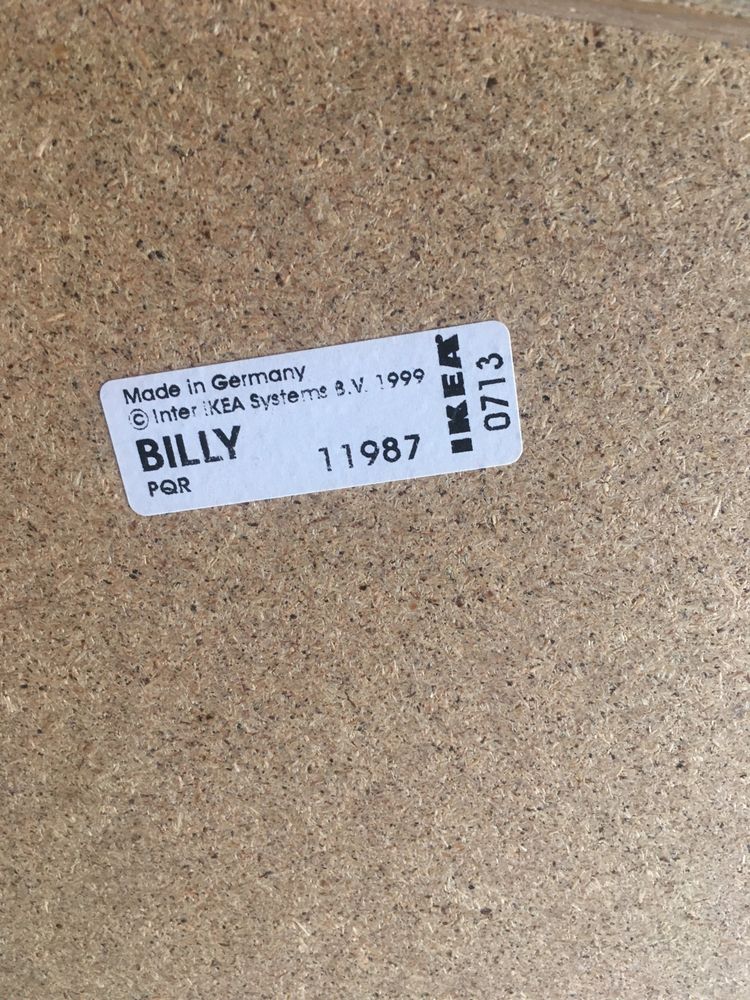 Made in Germany
© Inter IKEA Systems B.V. 1999
BILLY 11987
PQR
IKEA
0713